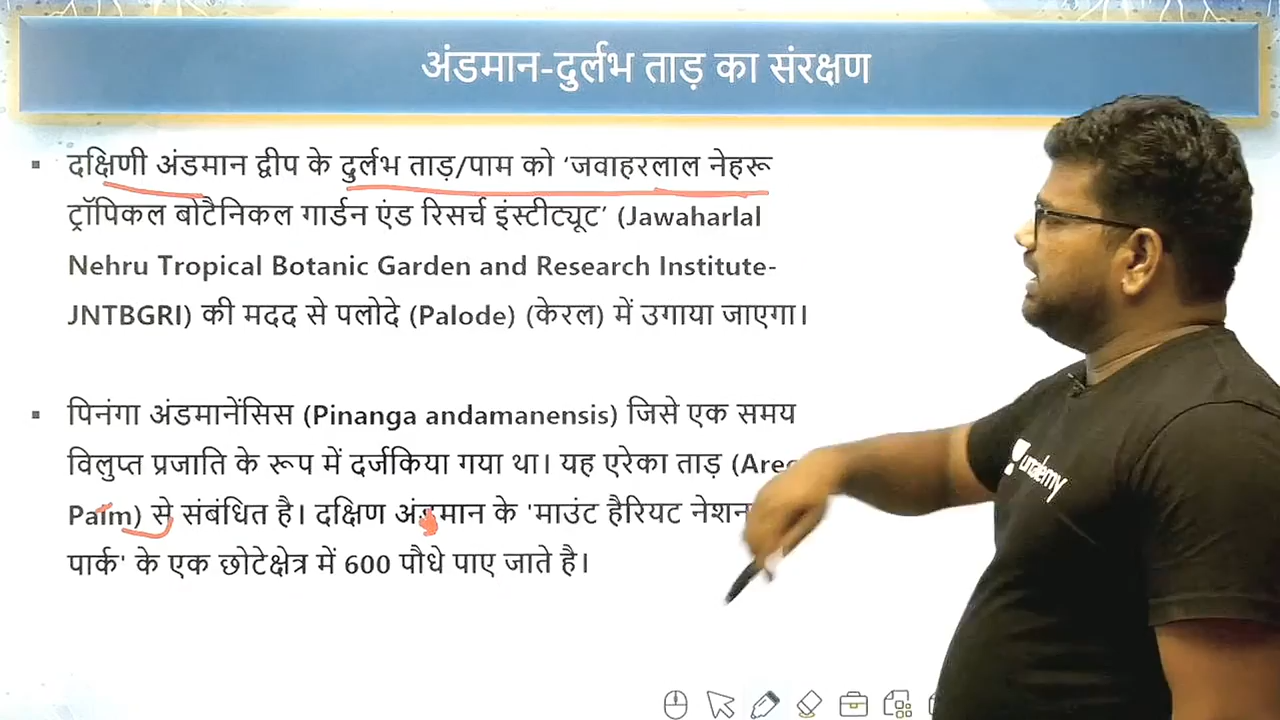 अंडमान-दुर्लभ ताड़ का संरक्षण
▪ दक्षिणी अंडमान द्वीप के दुर्लभ ताड़/पाम को ‘जवाहरलाल नेहरू
ट्रॉपिकल बोटैनिकल गार्डन एंड रिसर्च इंस्टीट्यूट’ (Jawaharlal
Nehru Tropical Botanic Garden and Research Institute-
JNTBGRI) की मदद से पलोदे (Palode) (केरल) में उगाया जाएगा।
▪ पिनंगा अंडमानेंसिस (Pinanga andamanensis) जिसे एक समय
विलुप्त प्रजाति के रूप में दर्जकिया गया था। यह एरेका ताड़
Palm) से संबंधित है। दक्षिण अंडमान के 'माउंट हैरियट
पार्क' के एक छोटेक्षेत्र में 600 पौधे पाए जाते है।
unacademy